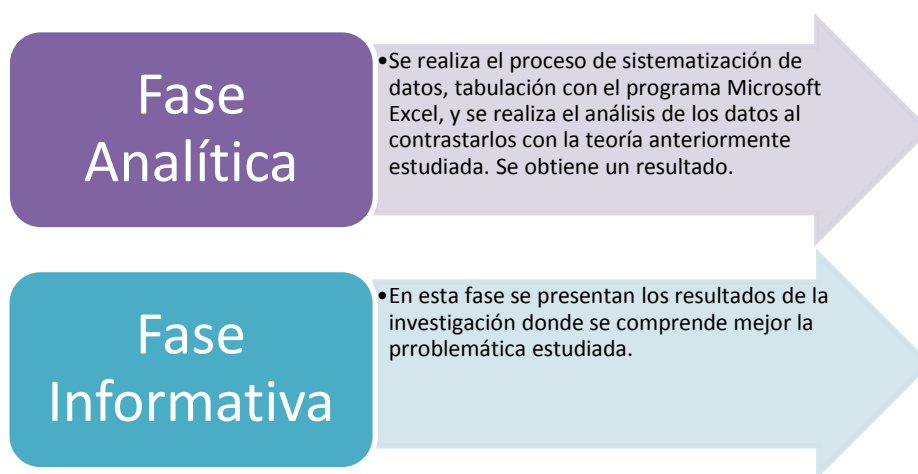 Fase
Analítica
•Se realiza el proceso de sistematización de
datos, tabulación con el programa Microsoft
Excel, y se realiza el análisis de los datos al
contrastarlos con la teoría anteriormente
estudiada. Se obtiene un resultado.
Fase
Informativa
•En esta fase se presentan los resultados de la
investigación donde se comprende mejor la
prroblemática estudiada.